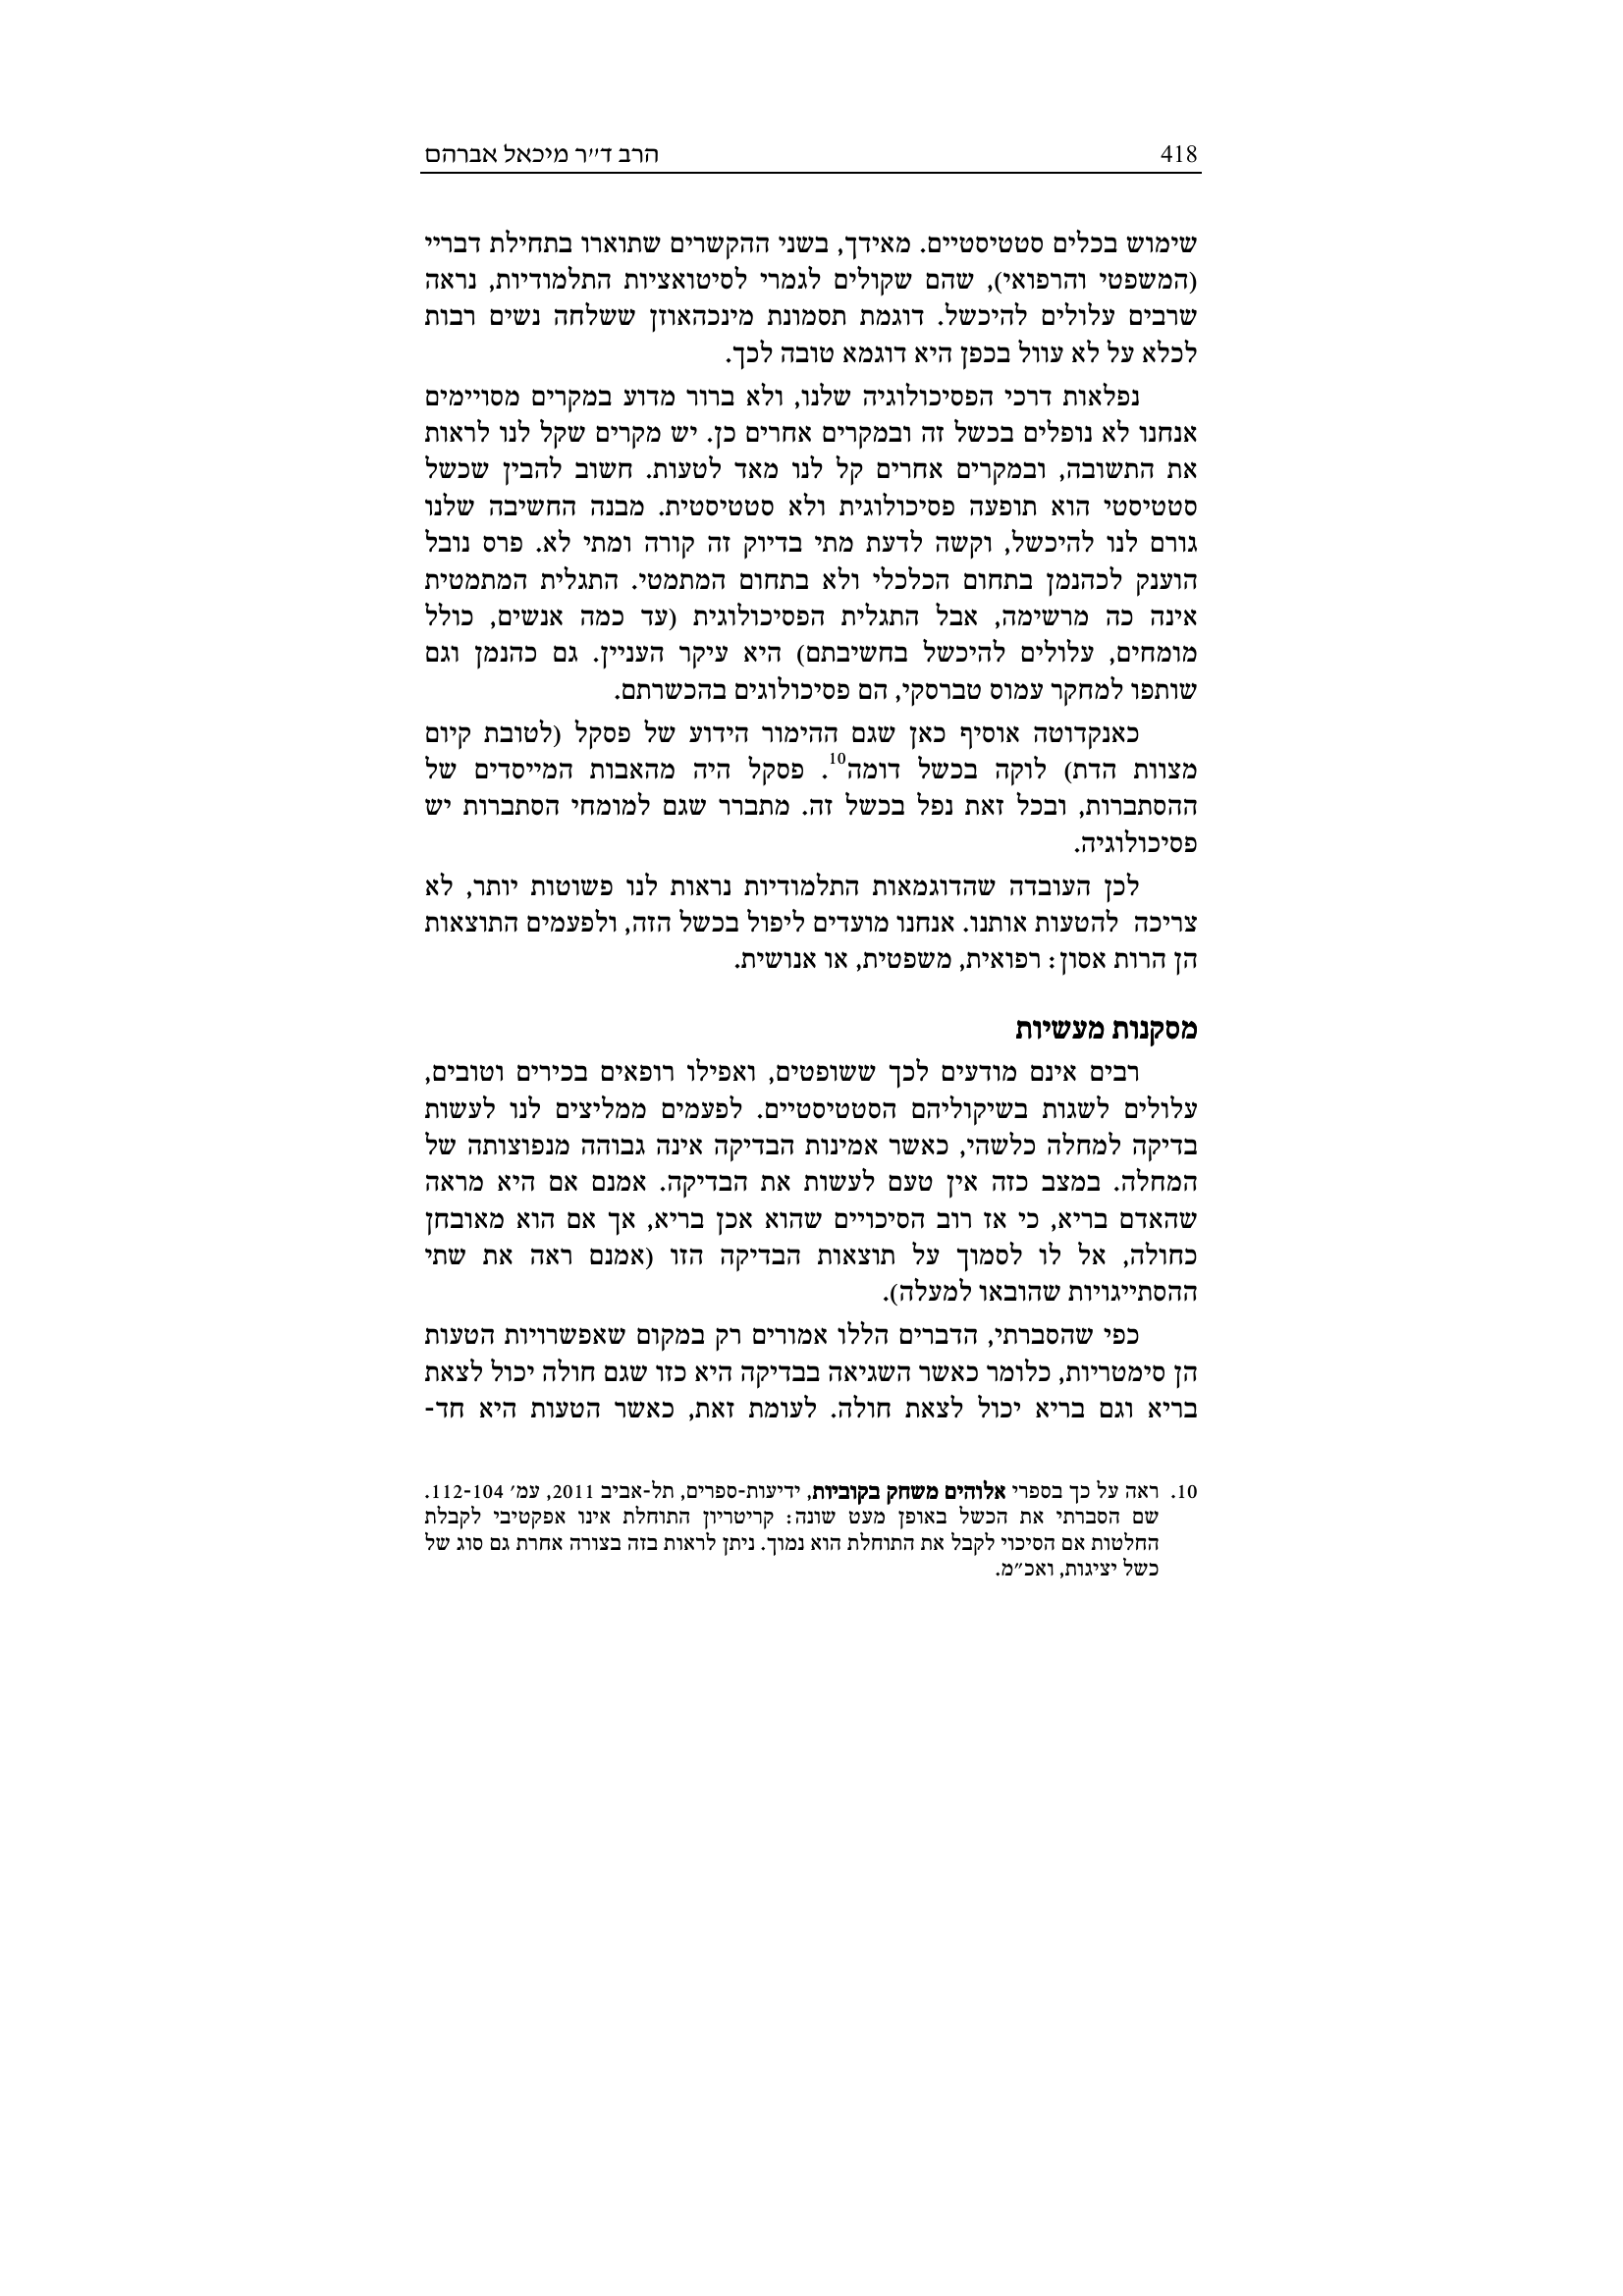 418 הרב ד״ר מיכאל אברהם
שימוש בכלים סטטיסטיים. מאידך, בשני ההקשרים שתוארו בתחילת דבריי
(המשפטי והרפואי), שהם שקולים לגמרי לסיטואציות התלמודיות, נראה
שרבים עלולים להיכשל. דוגמת תסמונת מינכהאוזן ששלחה נשים רבות
לכלא על לא עוול בכפן היא דוגמא טובה לכך.
נפלאות דרכי הפסיכולוגיה שלנו, ולא ברור מדוע במקרים מסויימים
אנחנו לא נופלים בכשל זה ובמקרים אחרים כן. יש מקרים שקל לנו לראות
את התשובה, ובמקרים אחרים קל לנו מאד לטעות. חשוב להבין שכשל
סטטיסטי הוא תופעה פסיכולוגית ולא סטטיסטית. מבנה החשיבה שלנו
גורם לנו להיכשל, וקשה לדעת מתי בדיוק זה קורה ומתי לא. פרס נובל
הוענק לכהנמן בתחום הכלכלי ולא בתחום המתמטי. התגלית המתמטית
אינה כה מרשימה, אבל התגלית הפסיכולוגית (עד כמה אנשים, כולל
מומחים, עלולים להיכשל בחשיבתם) היא עיקר העניין. גם כהנמן וגם
שותפו למחקר עמוס טברסקי, הם פסיכולוגים בהכשרתם.
כאנקדוטה אוסיף כאן שגם ההימור הידוע של פסקל (לטובת קיום
מצוות הדת) לוקה בכשל דומה10. פסקל היה מהאבות המייסדים של
ההסתברות, ובכל זאת נפל בכשל זה. מתברר שגם למומחי הסתברות יש
פסיכולוגיה.
לכן העובדה שהדוגמאות התלמודיות נראות לנו פשוטות יותר, לא
צריכה להטעות אותנו. אנחנו מועדים ליפול בכשל הזה, ולפעמים התוצאות
הן הרות אסון: רפואית, משפטית, או אנושית.
מסקנות מעשיות
רבים אינם מודעים לכך ששופטים, ואפילו רופאים בכירים וטובים,
עלולים לשגות בשיקוליהם הסטטיסטיים. לפעמים ממליצים לנו לעשות
בדיקה למחלה כלשהי, כאשר אמינות הבדיקה אינה גבוהה מנפוצותה של
המחלה. במצב כזה אין טעם לעשות את הבדיקה. אמנם אם היא מראה
שהאדם בריא, כי אז רוב הסיכויים שהוא אכן בריא, אך אם הוא מאובחן
כחולה, אל לו לסמוך על תוצאות הבדיקה הזו (אמנם ראה את שתי
ההסתייגויות שהובאו למעלה).
כפי שהסברתי, הדברים הללו אמורים רק במקום שאפשרויות הטעות
הן סימטריות, כלומר כאשר השגיאה בבדיקה היא כזו שגם חולה יכול לצאת
בריא וגם בריא יכול לצאת חולה. לעומת זאת, כאשר הטעות היא חד-
10. ראה על כך בספרי אלוהים משחק בקוביות, ידיעות-ספרים, תל-אביב 2011, עמ׳ 112-104.
שם הסברתי את הכשל באופן מעט שונה: קריטריון התוחלת אינו אפקטיבי לקבלת
החלטות אם הסיכוי לקבל את התוחלת הוא נמוך. ניתן לראות בזה בצורה אחרת גם סוג של
כשל יציגות, ואכ״מ.